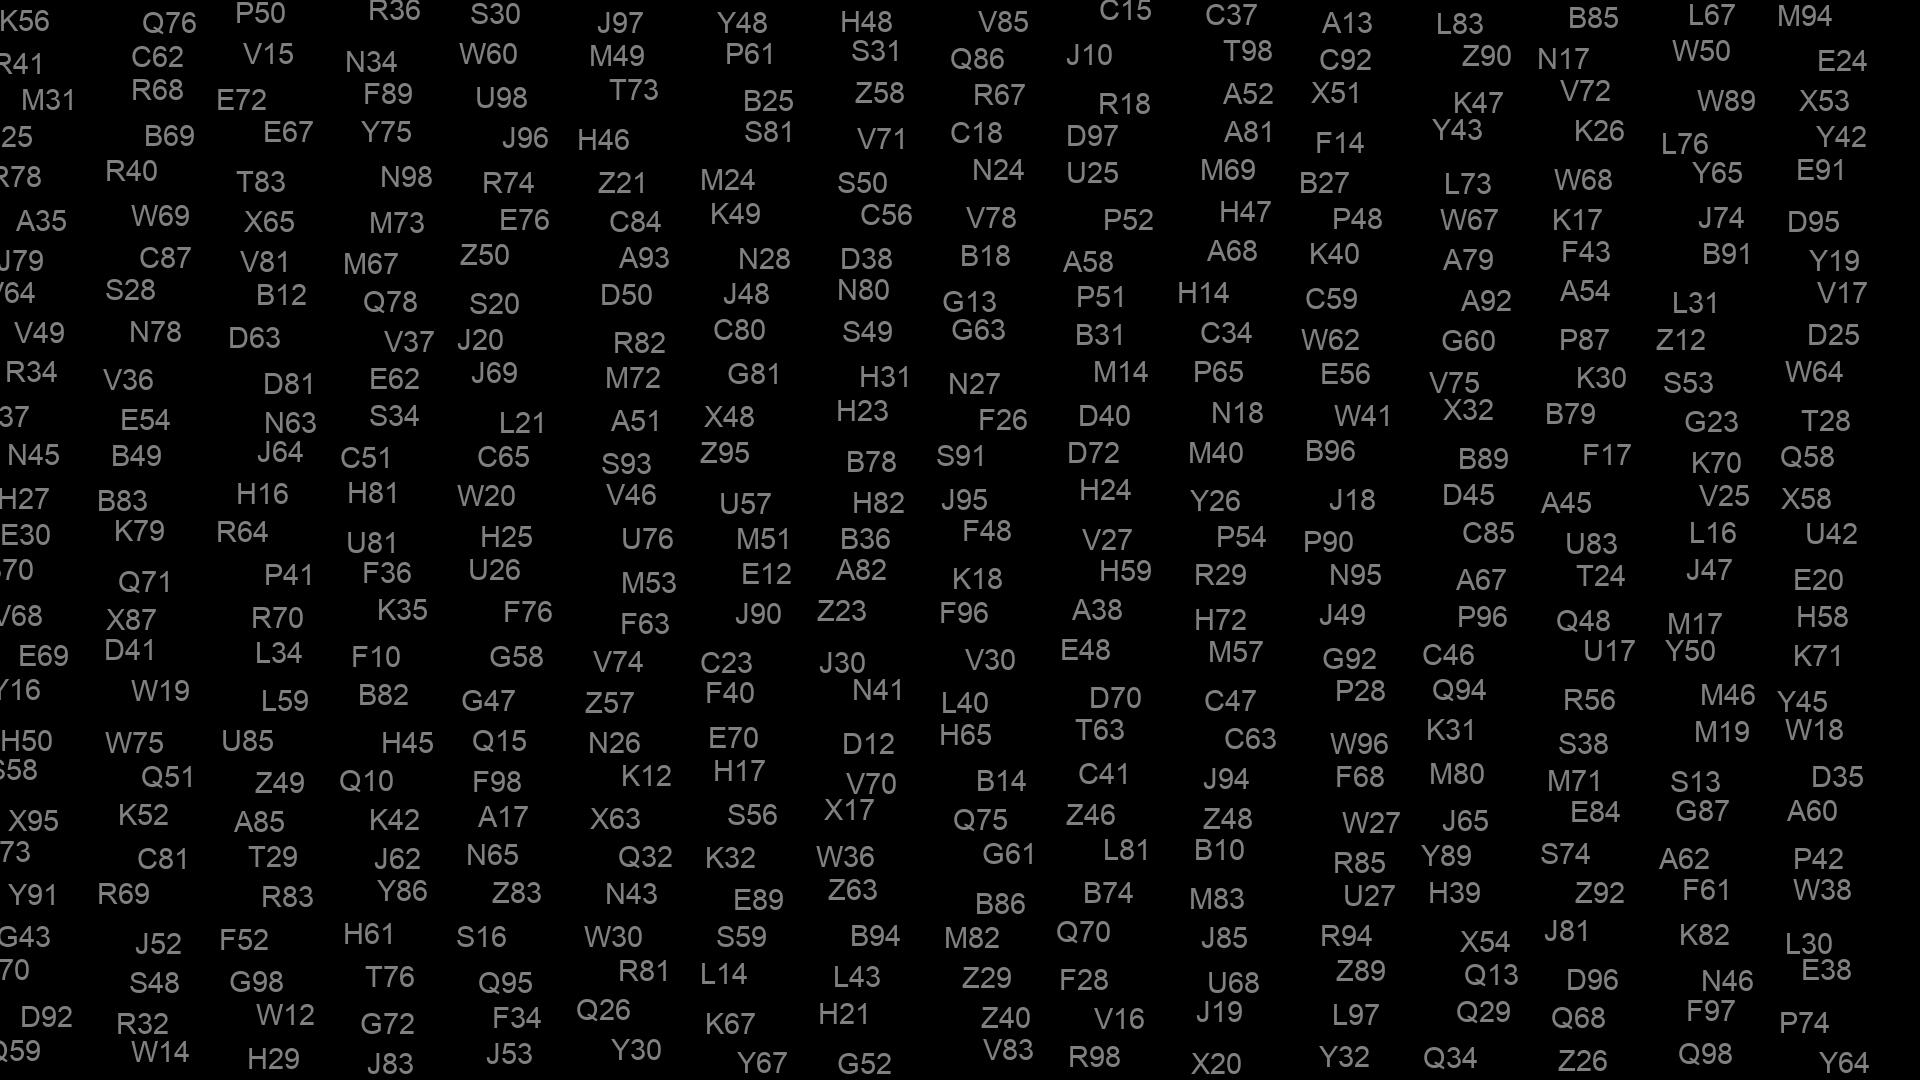 K56 Q76 P50 R36 S30 J97 Y48 H48 V85 C15 C37 A13 L83 B85 L67 M94
R41 C62 V15 N34 W60 M49 P61 S31 Q86 J10 T98 C92 Z90 N17 W50 E24
M31 R68 E72 F89 U98 T73 B25 Z58 R67 R18 A52 X51 K47 V72 W89 X53
25 B69 E67 Y75 J96 H46 S81 V71 C18 D97 A81 F14 Y43 K26 L76 Y42
R78 R40 T83 N98 R74 Z21 M24 S50 N24 U25 M69 B27 L73 W68 Y65 E91
A35 W69 X65 M73 E76 C84 K49 C56 V78 P52 H47 P48 W67 K17 J74 D95
J79 C87 V81 M67 Z50 A93 N28 D38 B18 A58 A68 K40 A79 F43 B91 Y19
V64 S28 B12 Q78 S20 D50 J48 N80 G13 P51 H14 C59 A92 A54 L31 V17
V49 N78 D63 V37 J20 R82 C80 S49 G63 B31 C34 W62 G60 P87 Z12 D25
R34 V36 D81 E62 J69 M72 G81 H31 N27 M14 P65 E56 V75 K30 S53 W64
37 E54 N63 S34 L21 A51 X48 H23 F26 D40 N18 W41 X32 B79 G23 T28
N45 B49 J64 C51 C65 S93 Z95 B78 S91 D72 M40 B96 B89 F17 K70 Q58
H27 B83 H16 H81 W20 V46 U57 H82 J95 H24 Y26 J18 D45 A45 V25 X58
E30 K79 R64 U81 H25 U76 M51 B36 F48 V27 P54 P90 C85 U83 L16 U42
70 Q71 P41 F36 U26 M53 E12 A82 K18 H59 R29 N95 A67 T24 J47 E20
V68 X87 R70 K35 F76 F63 J90 Z23 F96 A38 H72 J49 P96 Q48 M17 H58
E69 D41 L34 F10 G58 V74 C23 J30 V30 E48 M57 G92 C46 U17 Y50 K71
Y16 W19 L59 B82 G47 Z57 F40 N41 L40 D70 C47 P28 Q94 R56 M46 Y45
H50 W75 U85 H45 Q15 N26 E70 D12 H65 T63 C63 W96 K31 S38 M19 W18
S58 Q51 Z49 Q10 F98 K12 H17 V70 B14 C41 J94 F68 M80 M71 S13 D35
X95 K52 A85 K42 A17 X63 S56 X17 Q75 Z46 Z48 W27 J65 E84 G87 A60
73 C81 T29 J62 N65 Q32 K32 W36 G61 L81 B10 R85 Y89 S74 A62 P42
Y91 R69 R83 Y86 Z83 N43 E89 Z63 B86 B74 M83 U27 H39 Z92 F61 W38
G43 J52 F52 H61 S16 W30 S59 B94 M82 Q70 J85 R94 X54 J81 K82 L30
70 S48 G98 T76 Q95 R81 L14 L43 Z29 F28 U68 Z89 Q13 D96 N46 E38
D92 R32 W12 G72 F34 Q26 K67 H21 Z40 V16 J19 L97 Q29 Q68 F97 P74
Q59 W14 H29 J83 J53 Y30 Y67 G52 V83 R98 X20 Y32 Q34 Z26 Q98 Y64